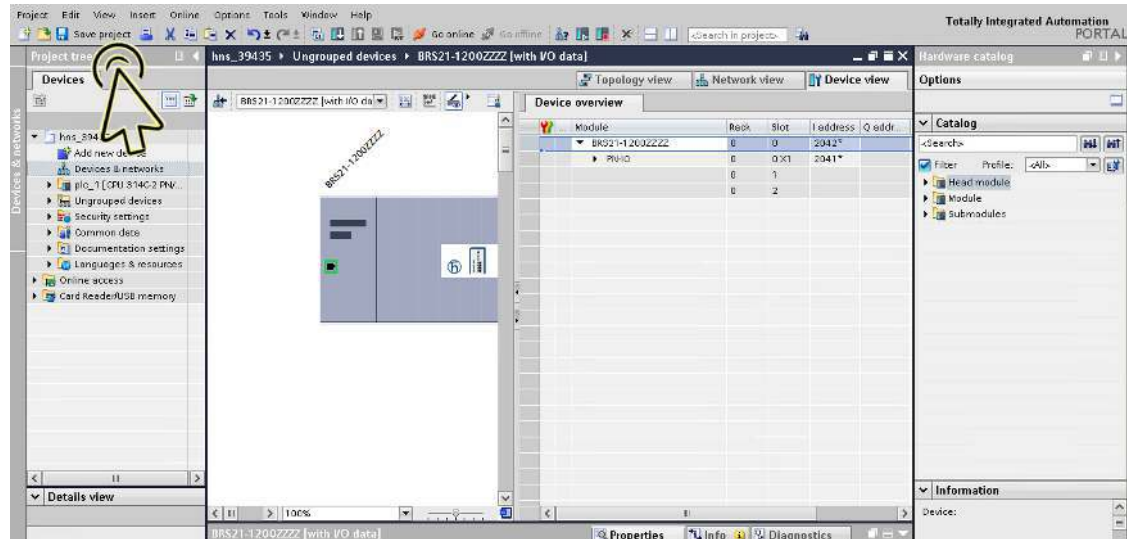 Project Edit View Insert Online Options Tools Window Help
Totally Integrated Automation
PORTAL
Save project Go online Go offline <Search in project>
Project tree
hns_39435 Ungrouped devices BRS21-1200ZZZZ [with I/O data]
Hardware catalog
Devices
Topology view Network view Device view
Options
BRS21-1200ZZZZ [with I/O da
Device overview
Module Rack Slot I address Q addr...
Catalog
BRS21-1200ZZZZ 0 0 2042*
<Search>
PN-IO 0 0 X1 2041*
Filter Profile: <All>
0 1
Head module
0 2
Module
Submodules
Devices & networks
Add new
Devices & networks
plc_1 [CPU 314C-2 PN/...
Ungrouped devices
Security settings
Common data
Documentation settings
Languages & resources
Online access
Card Reader/USB memory
BRS21-1200ZZZZ
Details view
100%
Information
Device:
BRS21-1200ZZZZ [with I/O data]
Properties Info Diagnostics